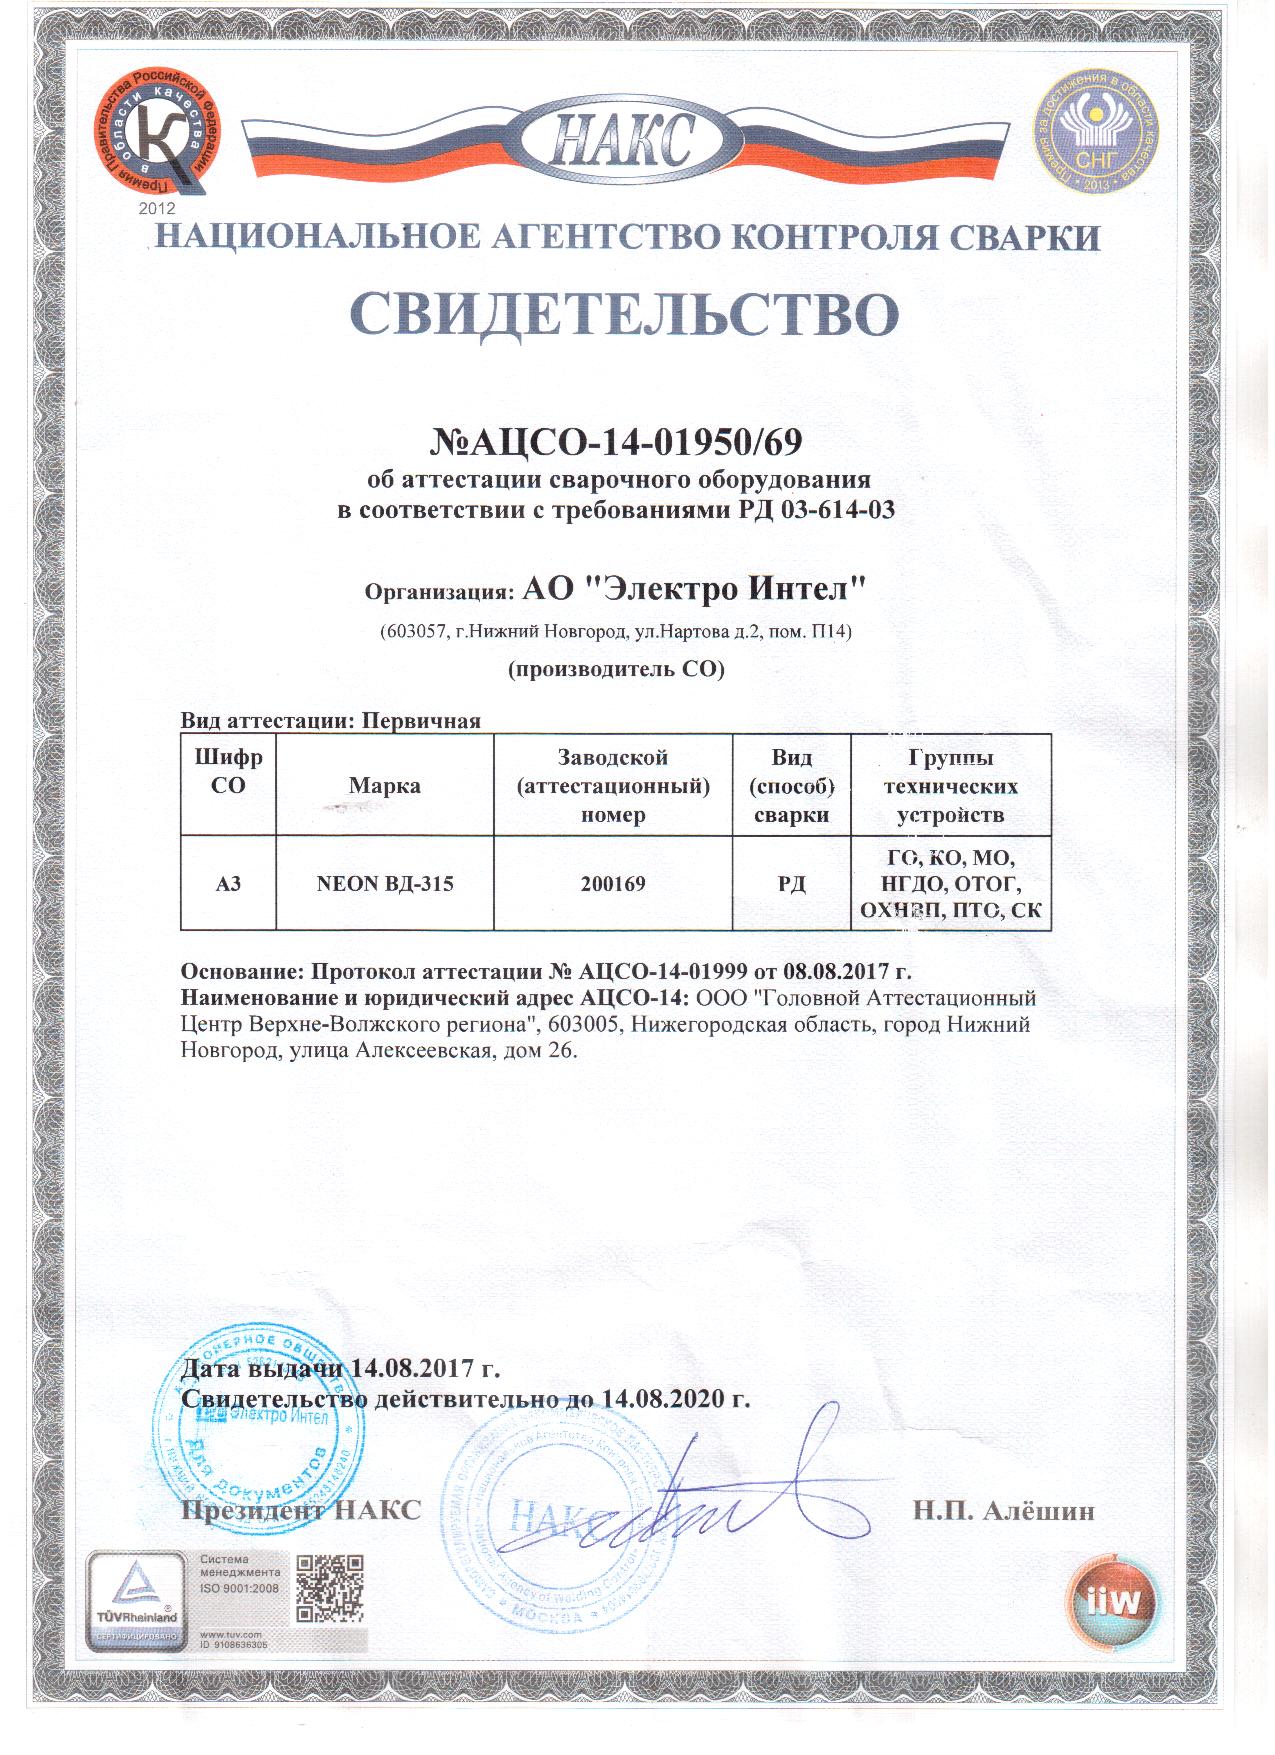 Премия Правительства Российской Федерации
в области качества
2012
НАКС
Премия за достижения в области качества
СНГ
2013
НАЦИОНАЛЬНОЕ АГЕНТСТВО КОНТРОЛЯ СВАРКИ
СВИДЕТЕЛЬСТВО
№АЦСО-14-01950/69
об аттестации сварочного оборудования
в соответствии с требованиями РД 03-614-03
Организация: АО "Электро Интел"
(603057, г.Нижний Новгород, ул.Нартова д.2, пом. П14)
(производитель СО)
Вид аттестации: Первичная
Шифр
СО
Марка
Заводской
(аттестационный)
номер
Вид
(способ)
сварки
Группы
технических
устройств
А3
NEON ВД-315
200169
РД
ГО, КО, МО,
НГДО, ОТОГ,
ОХНВП, ПТО, СК
Основание: Протокол аттестации № АЦСО-14-01999 от 08.08.2017 г.
Наименование и юридический адрес АЦСО-14: ООО "Головной Аттестационный
Центр Верхне-Волжского региона", 603005, Нижегородская область, город Нижний
Новгород, улица Алексеевская, дом 26.
Дата выдачи 14.08.2017 г.
Свидетельство действительно до 14.08.2020 г.
Электро Интел
Для документов
НАКС
МОСКВА
Президент НАКС
Н.П. Алёшин
TÜVRheinland
СЕРТИФИЦИРОВАНО
Система
менеджмента
ISO 9001:2008
www.tuv.com
ID 9108636305
iiw